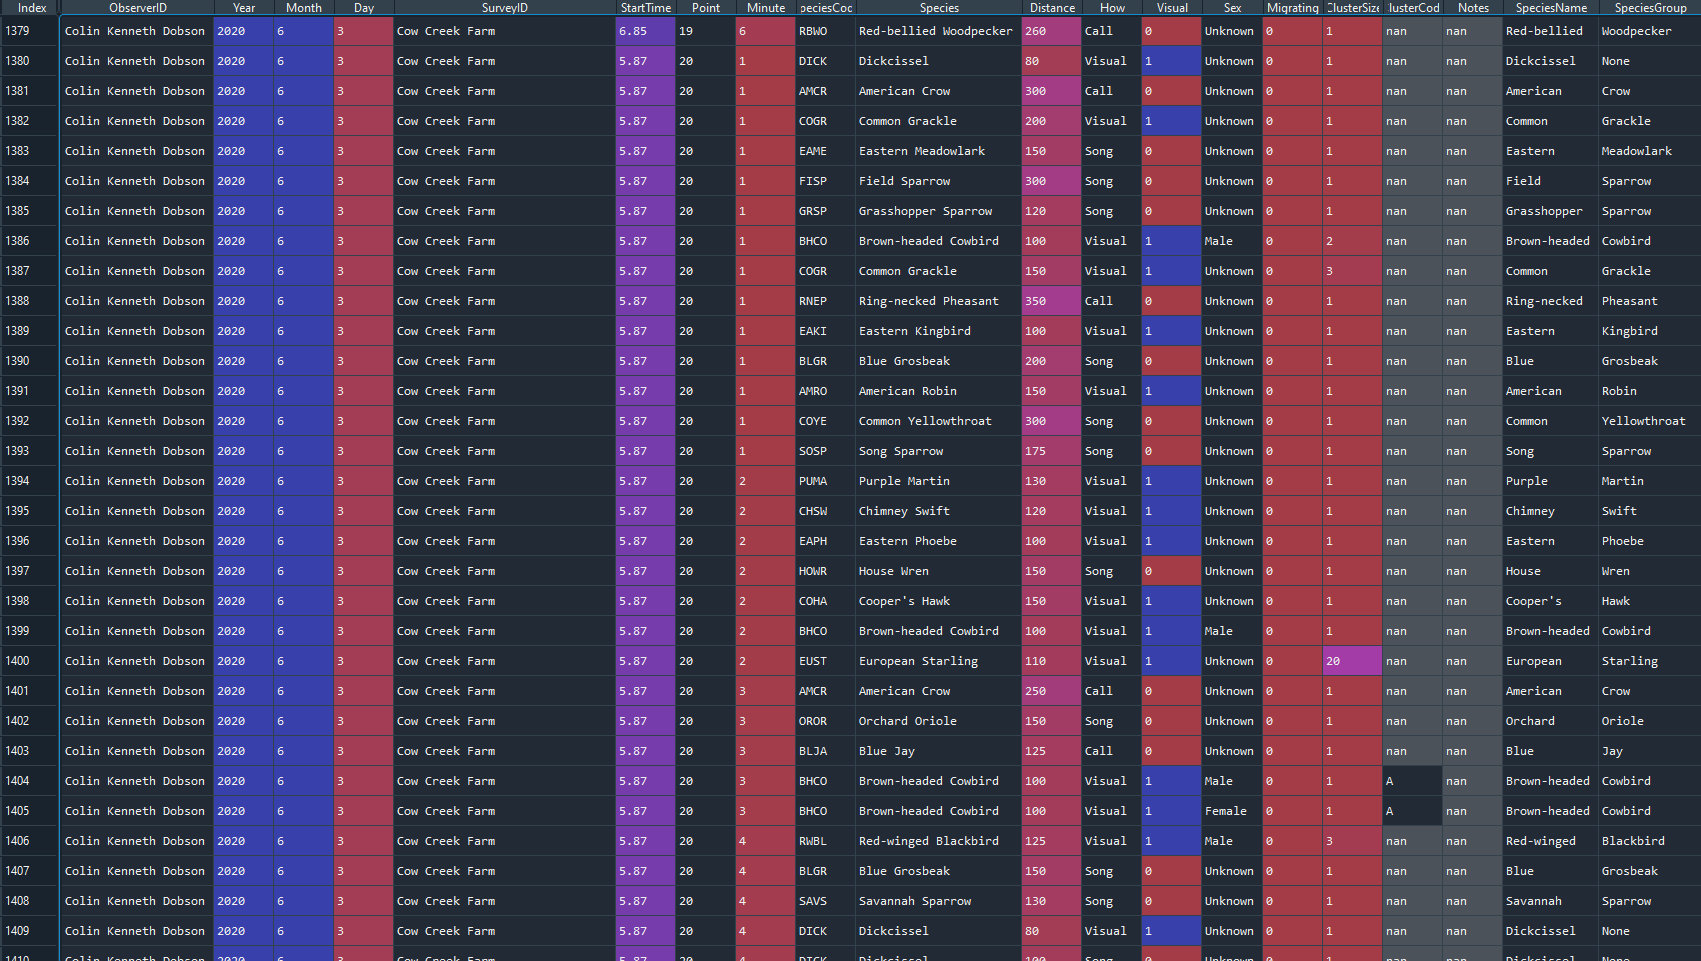 Index ObserverID Year Month Day SurveyID StartTime Point Minute peciesCoc Species Distance How Visual Sex Migrating ClusterSize lusterCod Notes SpeciesName SpeciesGroup
1379 Colin Kenneth Dobson 2020 6 3 Cow Creek Farm 6.85 19 6 RBWO Red-bellied Woodpecker 260 Call 0 Unknown 0 1 nan nan Red-bellied Woodpecker
1380 Colin Kenneth Dobson 2020 6 3 Cow Creek Farm 5.87 20 1 DICK Dickcissel 80 Visual 1 Unknown 0 1 nan nan Dickcissel None
1381 Colin Kenneth Dobson 2020 6 3 Cow Creek Farm 5.87 20 1 AMCR American Crow 300 Call 0 Unknown 0 1 nan nan American Crow
1382 Colin Kenneth Dobson 2020 6 3 Cow Creek Farm 5.87 20 1 COGR Common Grackle 200 Visual 1 Unknown 0 1 nan nan Common Grackle
1383 Colin Kenneth Dobson 2020 6 3 Cow Creek Farm 5.87 20 1 EAME Eastern Meadowlark 150 Song 0 Unknown 0 1 nan nan Eastern Meadowlark
1384 Colin Kenneth Dobson 2020 6 3 Cow Creek Farm 5.87 20 1 FISP Field Sparrow 300 Song 0 Unknown 0 1 nan nan Field Sparrow
1385 Colin Kenneth Dobson 2020 6 3 Cow Creek Farm 5.87 20 1 GRSP Grasshopper Sparrow 120 Song 0 Unknown 0 1 nan nan Grasshopper Sparrow
1386 Colin Kenneth Dobson 2020 6 3 Cow Creek Farm 5.87 20 1 BHCO Brown-headed Cowbird 100 Visual 1 Male 0 2 nan nan Brown-headed Cowbird
1387 Colin Kenneth Dobson 2020 6 3 Cow Creek Farm 5.87 20 1 COGR Common Grackle 150 Visual 1 Unknown 0 3 nan nan Common Grackle
1388 Colin Kenneth Dobson 2020 6 3 Cow Creek Farm 5.87 20 1 RNEP Ring-necked Pheasant 350 Call 0 Unknown 0 1 nan nan Ring-necked Pheasant
1389 Colin Kenneth Dobson 2020 6 3 Cow Creek Farm 5.87 20 1 EAKI Eastern Kingbird 100 Visual 1 Unknown 0 1 nan nan Eastern Kingbird
1390 Colin Kenneth Dobson 2020 6 3 Cow Creek Farm 5.87 20 1 BLGR Blue Grosbeak 200 Song 0 Unknown 0 1 nan nan Blue Grosbeak
1391 Colin Kenneth Dobson 2020 6 3 Cow Creek Farm 5.87 20 1 AMRO American Robin 150 Visual 1 Unknown 0 1 nan nan American Robin
1392 Colin Kenneth Dobson 2020 6 3 Cow Creek Farm 5.87 20 1 COYE Common Yellowthroat 300 Song 0 Unknown 0 1 nan nan Common Yellowthroat
1393 Colin Kenneth Dobson 2020 6 3 Cow Creek Farm 5.87 20 1 SOSP Song Sparrow 175 Song 0 Unknown 0 1 nan nan Song Sparrow
1394 Colin Kenneth Dobson 2020 6 3 Cow Creek Farm 5.87 20 2 PUMA Purple Martin 130 Visual 1 Unknown 0 1 nan nan Purple Martin
1395 Colin Kenneth Dobson 2020 6 3 Cow Creek Farm 5.87 20 2 CHSW Chimney Swift 120 Visual 1 Unknown 0 1 nan nan Chimney Swift
1396 Colin Kenneth Dobson 2020 6 3 Cow Creek Farm 5.87 20 2 EAPH Eastern Phoebe 100 Visual 1 Unknown 0 1 nan nan Eastern Phoebe
1397 Colin Kenneth Dobson 2020 6 3 Cow Creek Farm 5.87 20 2 HOWR House Wren 150 Song 0 Unknown 0 1 nan nan House Wren
1398 Colin Kenneth Dobson 2020 6 3 Cow Creek Farm 5.87 20 2 COHA Cooper's Hawk 150 Visual 1 Unknown 0 1 nan nan Cooper's Hawk
1399 Colin Kenneth Dobson 2020 6 3 Cow Creek Farm 5.87 20 2 BHCO Brown-headed Cowbird 100 Visual 1 Male 0 1 nan nan Brown-headed Cowbird
1400 Colin Kenneth Dobson 2020 6 3 Cow Creek Farm 5.87 20 2 EUST European Starling 110 Visual 1 Unknown 0 20 nan nan European Starling
1401 Colin Kenneth Dobson 2020 6 3 Cow Creek Farm 5.87 20 3 AMCR American Crow 250 Call 0 Unknown 0 1 nan nan American Crow
1402 Colin Kenneth Dobson 2020 6 3 Cow Creek Farm 5.87 20 3 OROR Orchard Oriole 150 Song 0 Unknown 0 1 nan nan Orchard Oriole
1403 Colin Kenneth Dobson 2020 6 3 Cow Creek Farm 5.87 20 3 BLJA Blue Jay 125 Call 0 Unknown 0 1 nan nan Blue Jay
1404 Colin Kenneth Dobson 2020 6 3 Cow Creek Farm 5.87 20 3 BHCO Brown-headed Cowbird 100 Visual 1 Male 0 1 A nan Brown-headed Cowbird
1405 Colin Kenneth Dobson 2020 6 3 Cow Creek Farm 5.87 20 3 BHCO Brown-headed Cowbird 100 Visual 1 Female 0 1 A nan Brown-headed Cowbird
1406 Colin Kenneth Dobson 2020 6 3 Cow Creek Farm 5.87 20 4 RWBL Red-winged Blackbird 125 Visual 1 Male 0 3 nan nan Red-winged Blackbird
1407 Colin Kenneth Dobson 2020 6 3 Cow Creek Farm 5.87 20 4 BLGR Blue Grosbeak 150 Song 0 Unknown 0 1 nan nan Blue Grosbeak
1408 Colin Kenneth Dobson 2020 6 3 Cow Creek Farm 5.87 20 4 SAVS Savannah Sparrow 130 Song 0 Unknown 0 1 nan nan Savannah Sparrow
1409 Colin Kenneth Dobson 2020 6 3 Cow Creek Farm 5.87 20 4 DICK Dickcissel 80 Visual 1 Unknown 0 1 nan nan Dickcissel None
1410 Colin Kenneth Dobson 2020 6 3 Cow Creek Farm 5.87 20 4 DICK Dickcissel 100 Song 0 Unknown 0 1 nan nan Dickcissel None